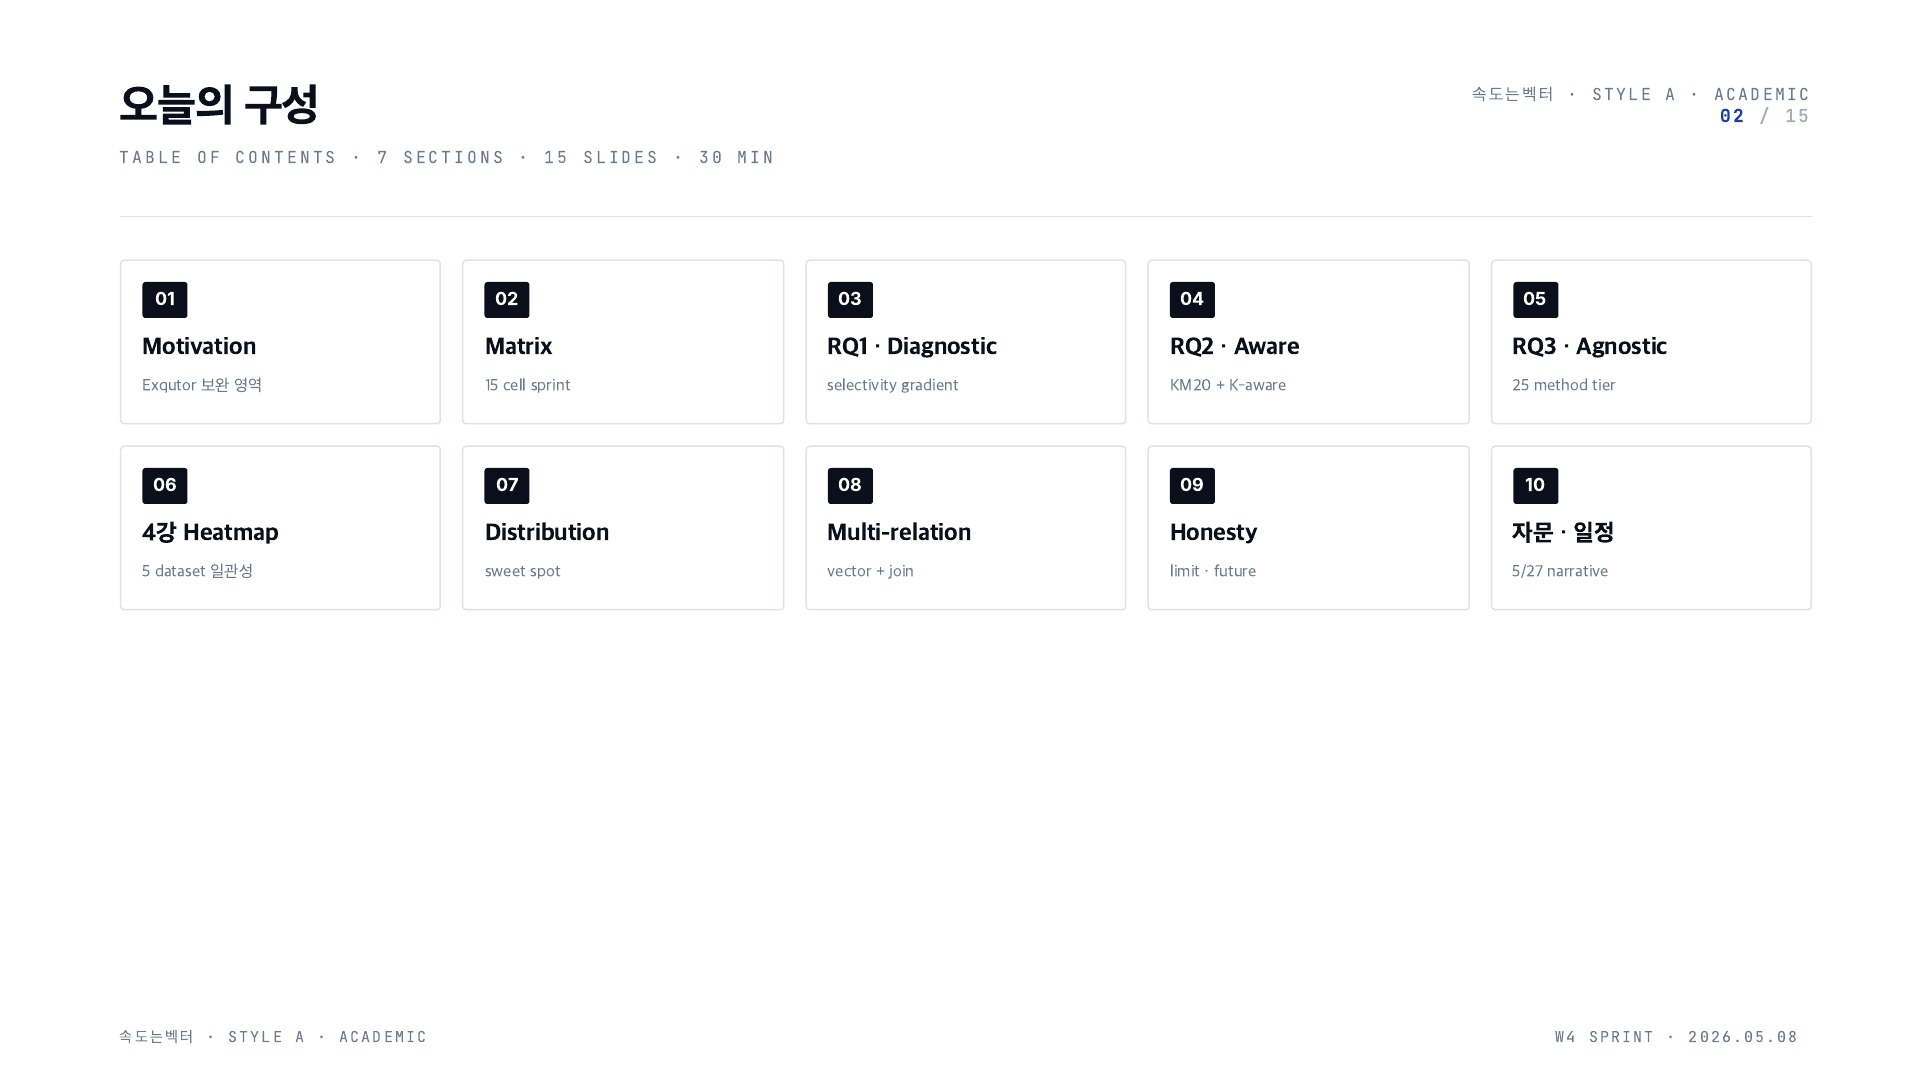 오늘의 구성
TABLE OF CONTENTS · 7 SECTIONS · 15 SLIDES · 30 MIN
속도는벡터 · STYLE A · ACADEMIC
02 / 15
01
Motivation
Exqutor 보완 영역
02
Matrix
15 cell sprint
03
RQ1 · Diagnostic
selectivity gradient
04
RQ2 · Aware
KM20 + K-aware
05
RQ3 · Agnostic
25 method tier
06
4강 Heatmap
5 dataset 일관성
07
Distribution
sweet spot
08
Multi-relation
vector + join
09
Honesty
limit · future
10
자문 · 일정
5/27 narrative
속도는벡터 · STYLE A · ACADEMIC
W4 SPRINT · 2026.05.08